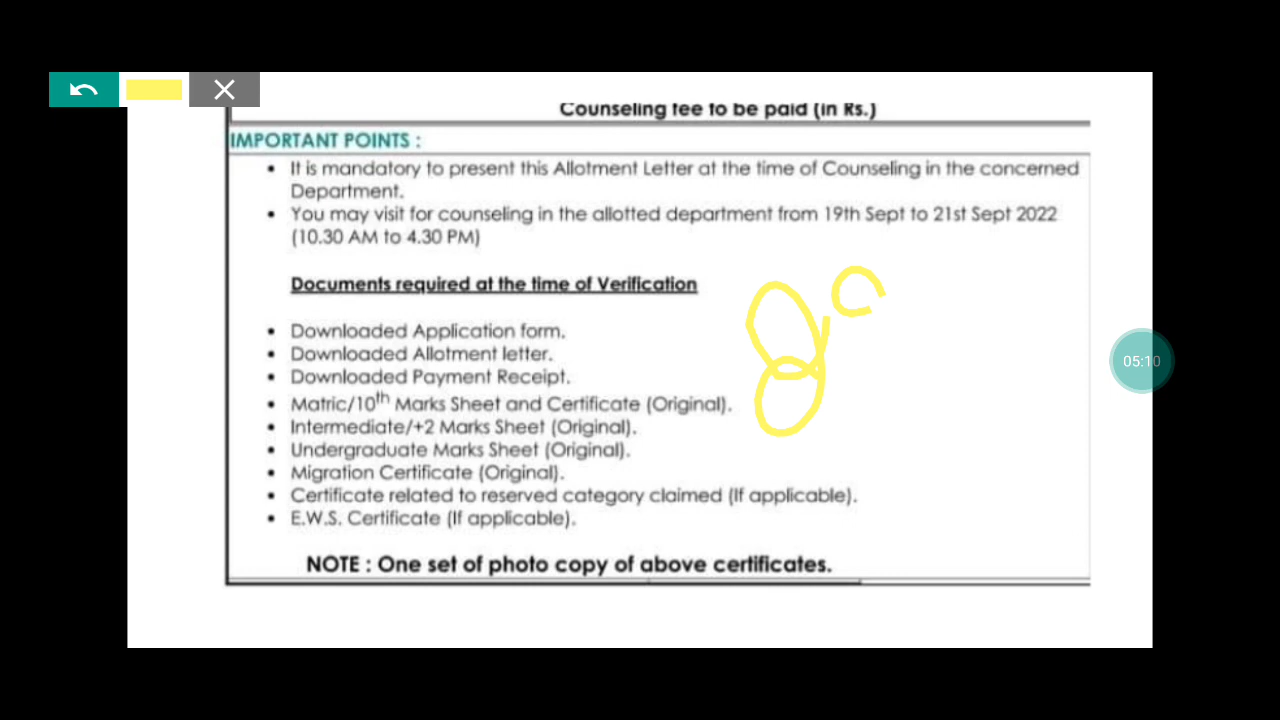 Counseling fee to be paid (in Rs.)
IMPORTANT POINTS :
• It is mandatory to present this Allotment Letter at the time of Counseling in the concerned
Department.
• You may visit for counseling in the allotted department from 19th Sept to 21st Sept 2022
(10.30 AM to 4.30 PM)
Documents required at the time of Verification
• Downloaded Application form.
• Downloaded Allotment letter.
• Downloaded Payment Receipt.
• Matric/10th Marks Sheet and Certificate (Original).
• Intermediate/+2 Marks Sheet (Original).
• Undergraduate Marks Sheet (Original).
• Migration Certificate (Original).
• Certificate related to reserved category claimed (If applicable).
• E.W.S. Certificate (If applicable).
NOTE : One set of photo copy of above certificates.
05:10